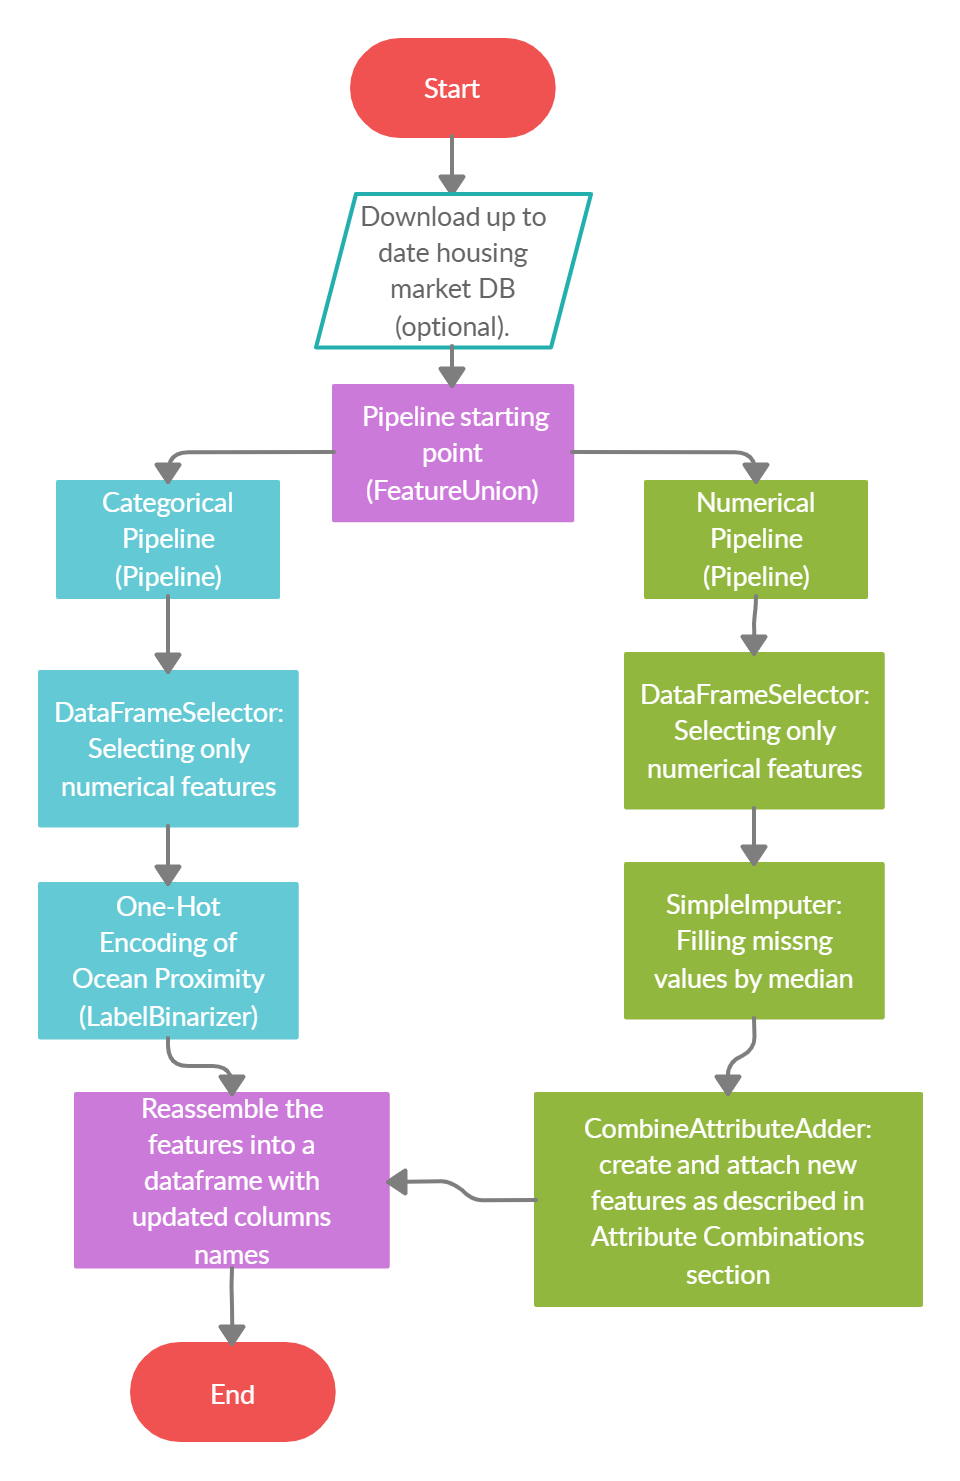 Start
Download up to
date housing
market DB
(optional).
Pipeline starting
point
(FeatureUnion)
Categorical
Pipeline
(Pipeline)
Numerical
Pipeline
(Pipeline)
DataFrameSelector:
Selecting only
numerical features
DataFrameSelector:
Selecting only
numerical features
One-Hot
Encoding of
Ocean Proximity
(LabelBinarizer)
SimpleImputer:
Filling missng
values by median
Reassemble the
features into a
dataframe with
updated columns
names
CombineAttributeAdder:
create and attach new
features as described in
Attribute Combinations
section
End